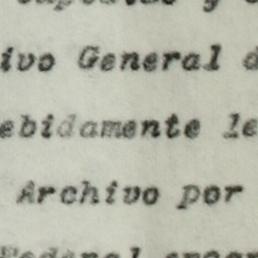 y
ivo General d
ebidamente le
Archivo por